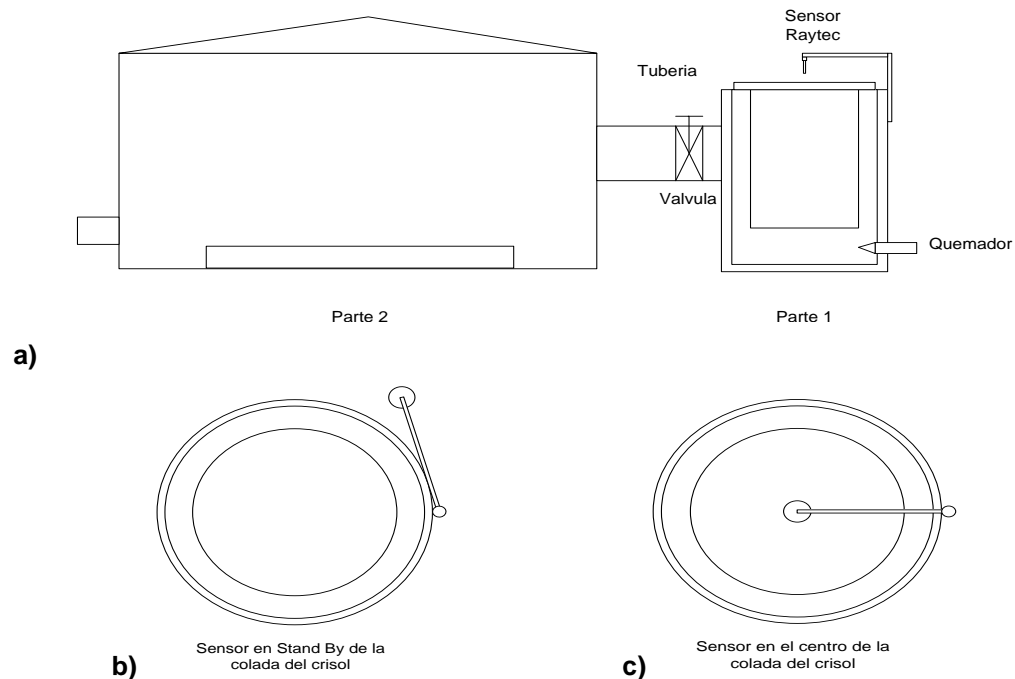 Sensor
Raytec
Tuberia
Valvula
Quemador
Parte 2
Parte 1
a)
Sensor en Stand By de la
colada del crisol
b)
Sensor en el centro de la
colada del crisol
c)